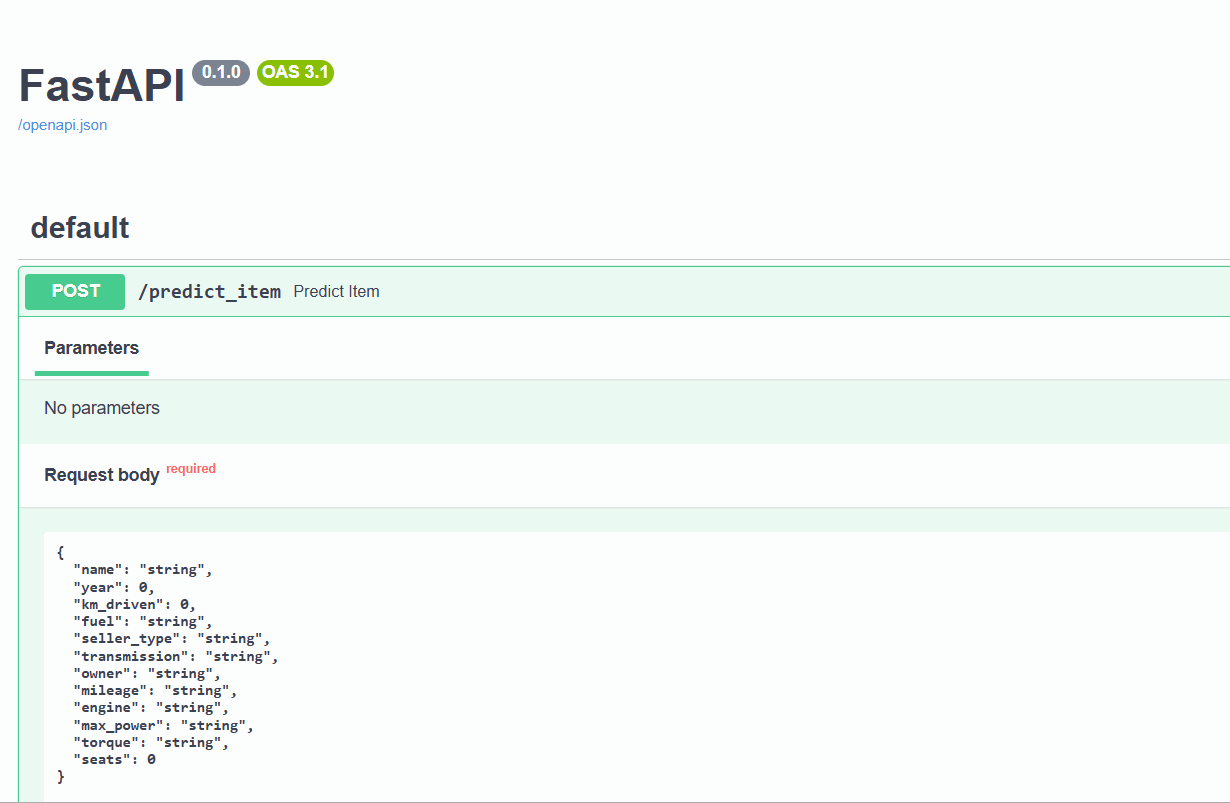 FastAPI 0.1.0 OAS 3.1
/openapi.json
default
POST /predict_item Predict Item
Parameters
No parameters
Request body required
{
  "name": "string",
  "year": 0,
  "km_driven": 0,
  "fuel": "string",
  "seller_type": "string",
  "transmission": "string",
  "owner": "string",
  "mileage": "string",
  "engine": "string",
  "max_power": "string",
  "torque": "string",
  "seats": 0
}